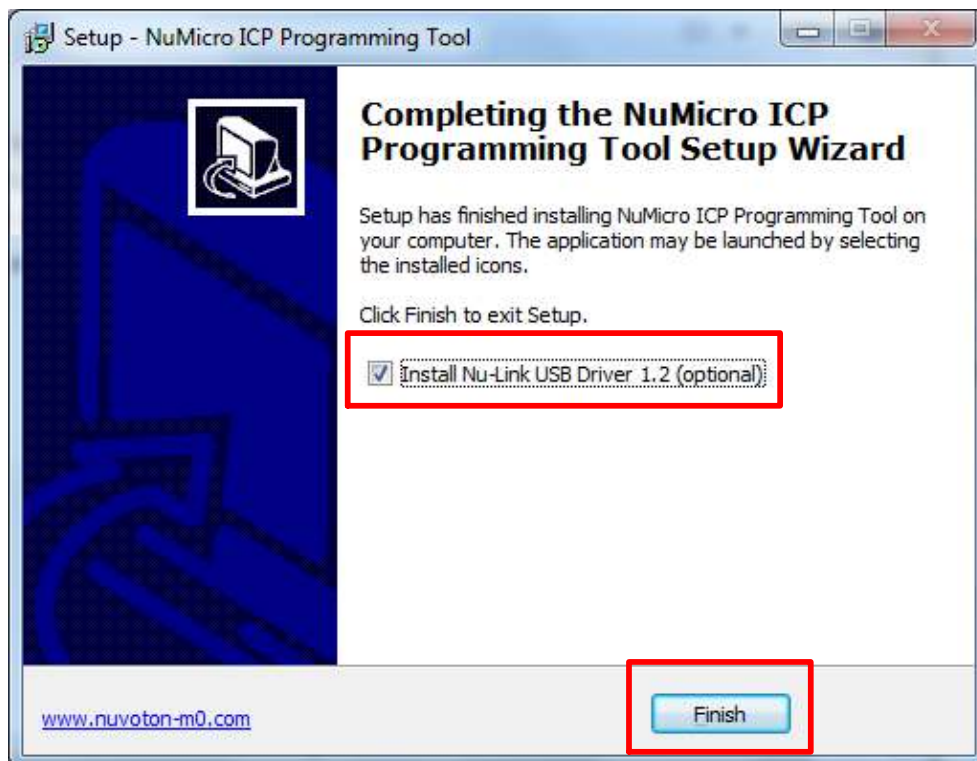 Setup - NuMicro ICP Programming Tool
Completing the NuMicro ICP
Programming Tool Setup Wizard
Setup has finished installing NuMicro ICP Programming Tool on
your computer. The application may be launched by selecting
the installed icons.
Click Finish to exit Setup.
Install Nu-Link USB Driver 1.2 (optional)
www.nuvoton-m0.com
Finish